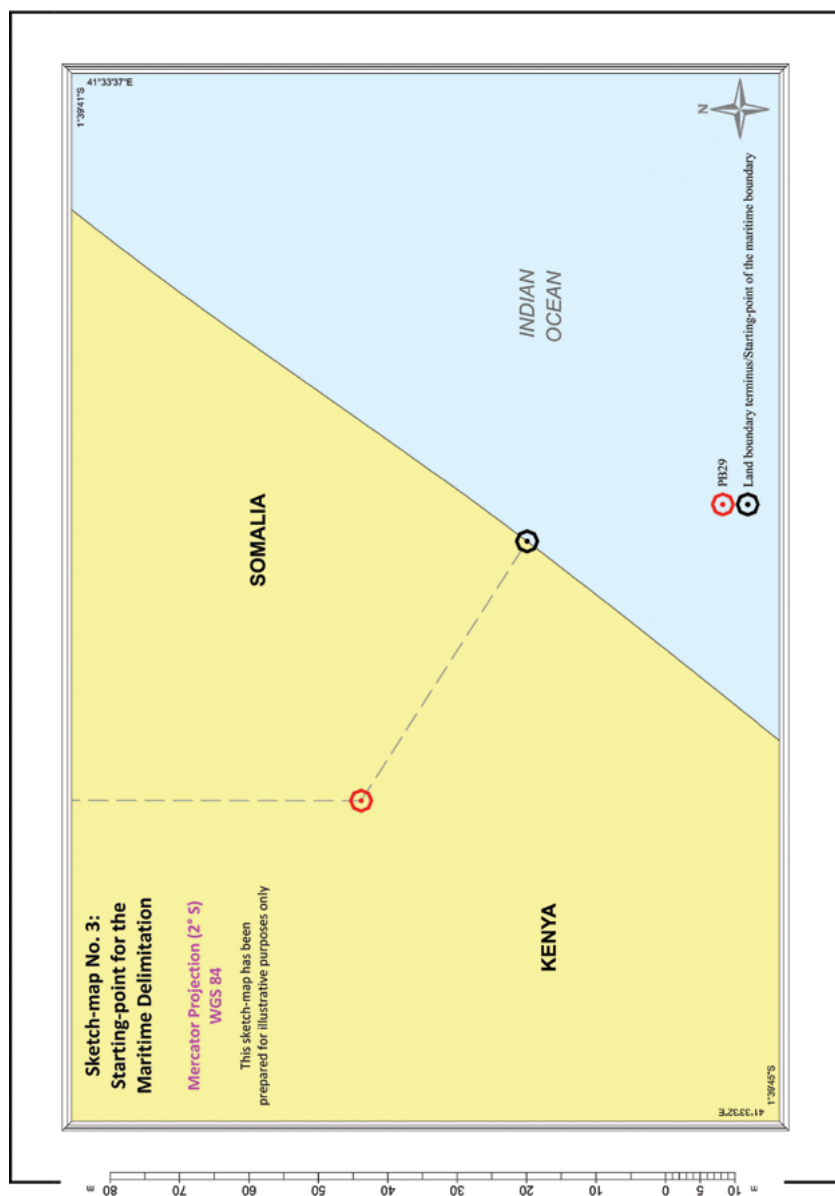 Sketch-map No. 3:
Starting-point for the
Maritime Delimitation
Mercator Projection (2° S)
WGS 84
This sketch-map has been
prepared for illustrative purposes only
1°39'41"S
41°33'37"E
SOMALIA
KENYA
INDIAN
OCEAN
N
PB29
Land boundary terminus/Starting-point of the maritime boundary
41°33'32"E
1°39'45"S
m
10
5
0
10
20
30
40
50
60
70
80
m